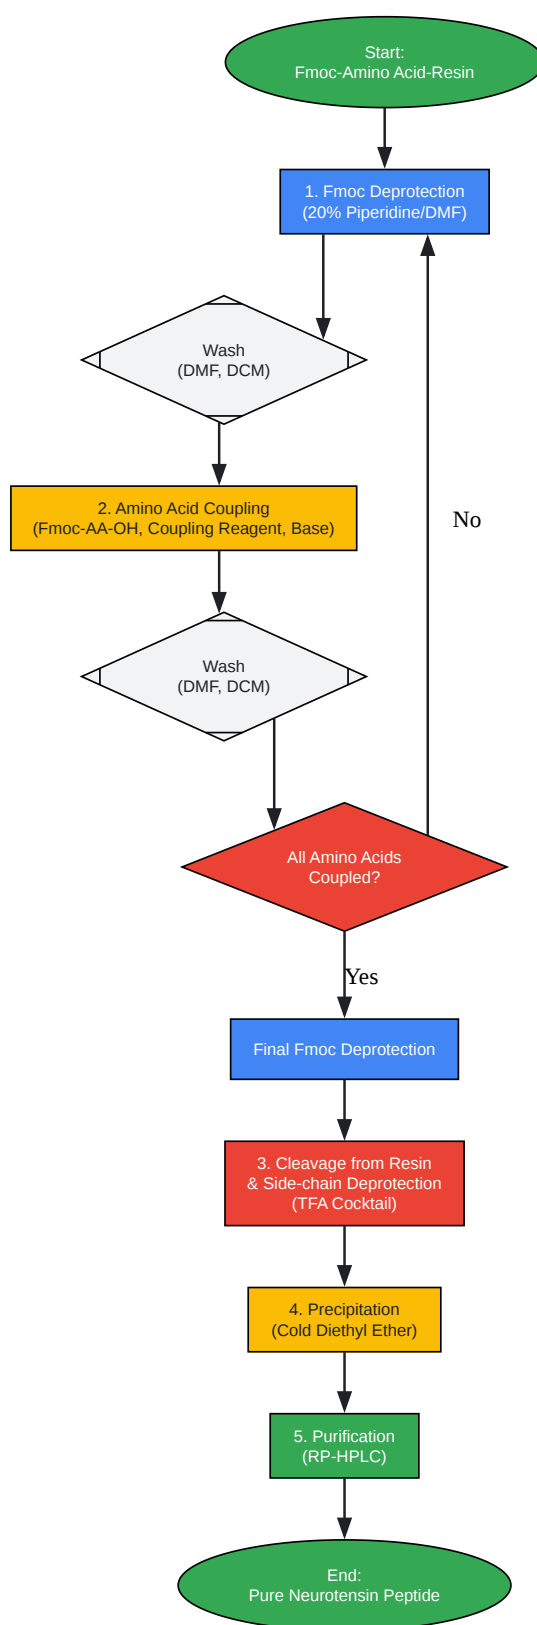 Start:
Fmoc-Amino Acid-Resin
1. Fmoc Deprotection
(20% Piperidine/DMF)
Wash
(DMF, DCM)
2. Amino Acid Coupling
(Fmoc-AA-OH, Coupling Reagent, Base)
No
Wash
(DMF, DCM)
All Amino Acids
Coupled?
Yes
Final Fmoc Deprotection
3. Cleavage from Resin
& Side-chain Deprotection
(TFA Cocktail)
4. Precipitation
(Cold Diethyl Ether)
5. Purification
(RP-HPLC)
End:
Pure Neurotensin Peptide